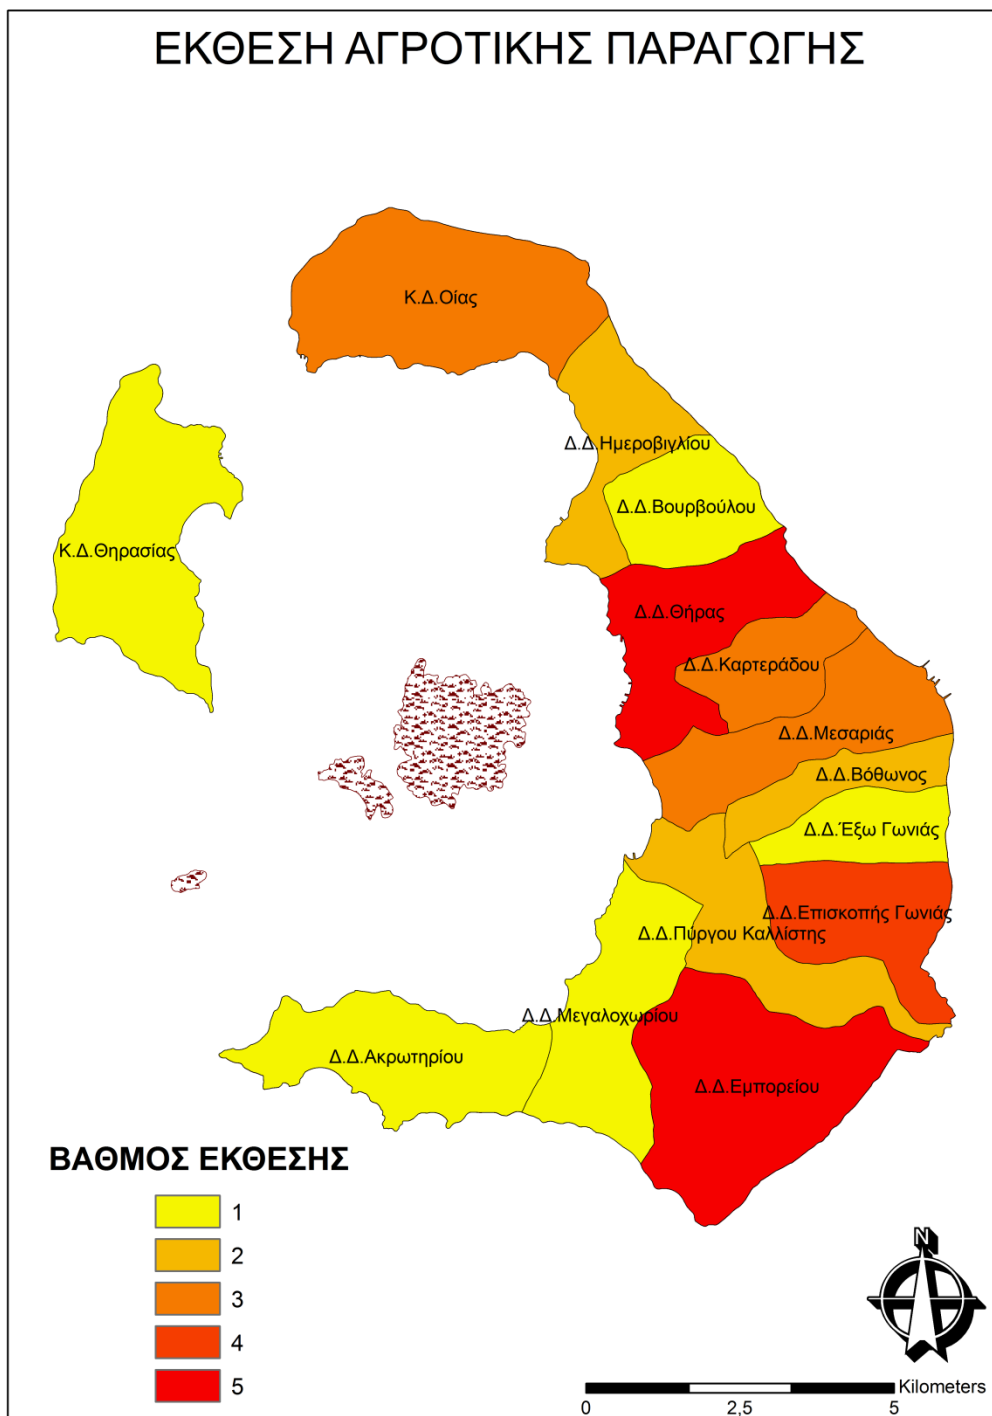 ΕΚΘΕΣΗ ΑΓΡΟΤΙΚΗΣ ΠΑΡΑΓΩΓΗΣ
Κ.Δ.Οίας
Δ.Δ.Ημεροβιγλίου
Δ.Δ.Βουρβούλου
Κ.Δ.Θηρασίας
Δ.Δ.Θήρας
Δ.Δ.Καρτεράδου
Δ.Δ.Μεσαριάς
Δ.Δ.Βόθωνος
Δ.Δ.Έξω Γωνιάς
Δ.Δ.Επισκοπής Γωνιάς
Δ.Δ.Πύργου Καλλίστης
Δ.Δ.Μεγαλοχωρίου
Δ.Δ.Ακρωτηρίου
Δ.Δ.Εμπορείου
ΒΑΘΜΟΣ ΕΚΘΕΣΗΣ
1
2
3
4
5
N
Kilometers
0 2,5 5